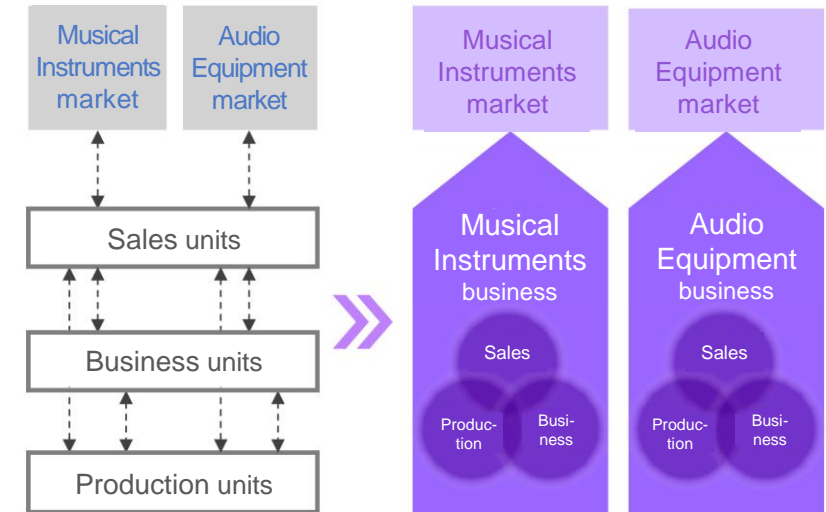 Musical
Instruments
market
Audio
Equipment
market
Sales units
Business units
Production units
Musical
Instruments
market
Audio
Equipment
market
Musical
Instruments
business
Sales
Produc-
tion
Busi-
ness
Audio
Equipment
business
Sales
Produc-
tion
Busi-
ness